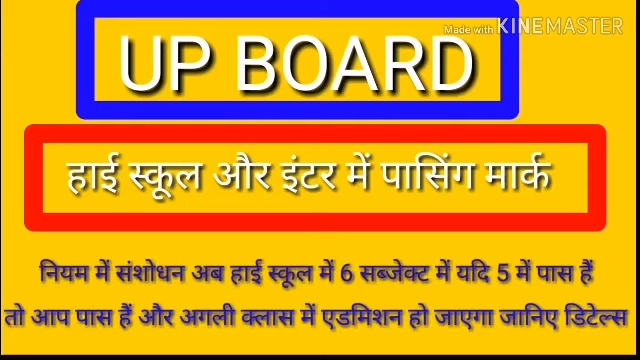 Made with KINEMASTER
UP BOARD
हाई स्कूल और इंटर में पासिंग मार्क
नियम में संशोधन अब हाई स्कूल में 6 सब्जेक्ट में यदि 5 में पास हैं
तो आप पास हैं और अगली क्लास में एडमिशन हो जाएगा जानिए डिटेल्स